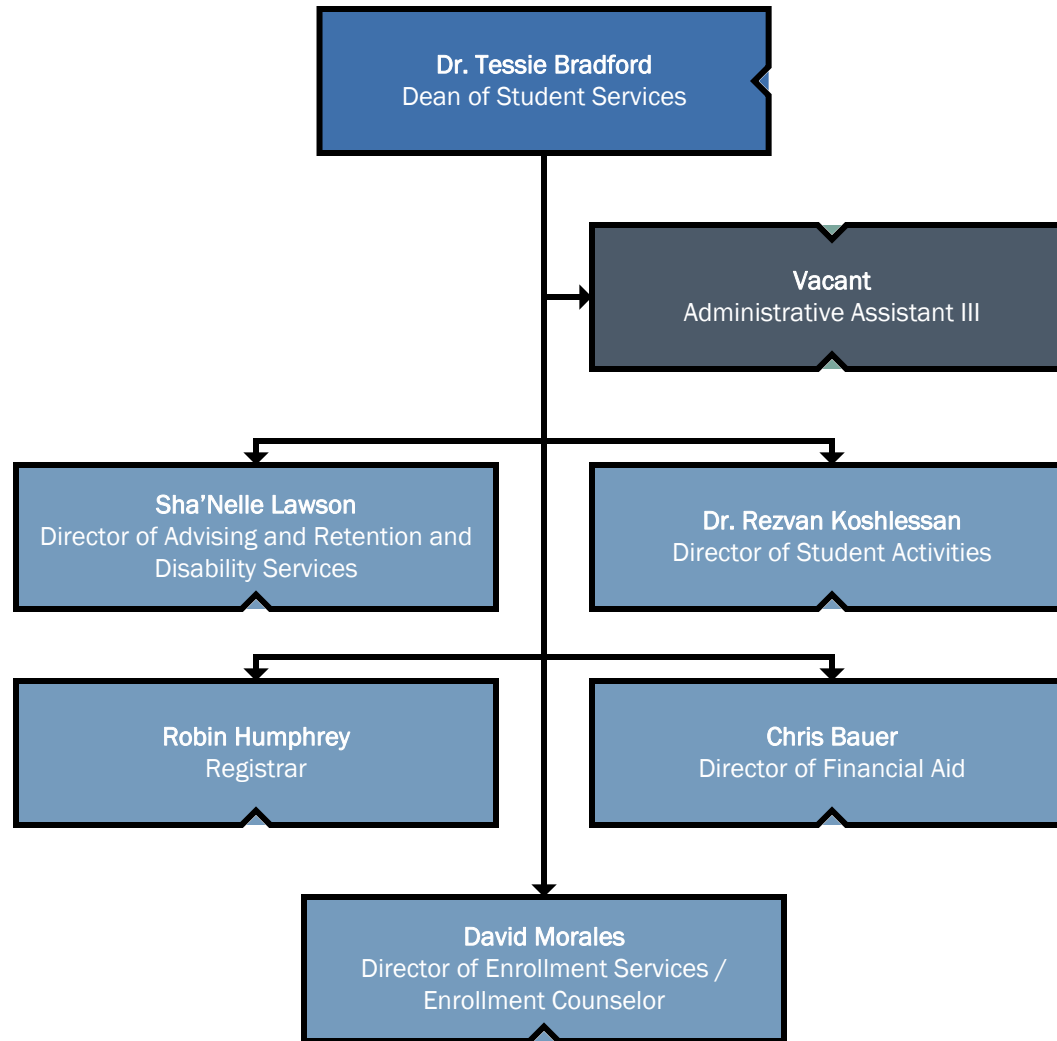 Dr. Tessie Bradford
Dean of Student Services
Vacant
Administrative Assistant III
Sha’Nelle Lawson
Director of Advising and Retention and
Disability Services
Dr. Rezvan Koshlessan
Director of Student Activities
Robin Humphrey
Registrar
Chris Bauer
Director of Financial Aid
David Morales
Director of Enrollment Services /
Enrollment Counselor